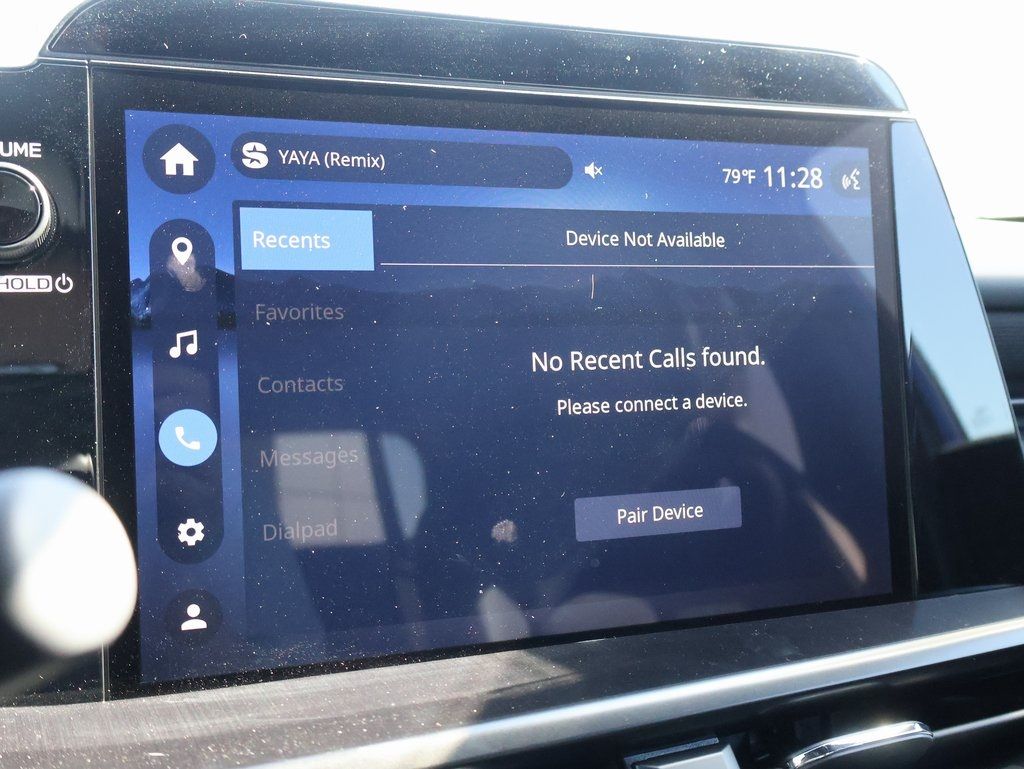 UME
HOLD
YAYA (Remix)
79°F 11:28
Recents
Device Not Available
Favorites
Contacts
Messages
Dialpad
No Recent Calls found.
Please connect a device.
Pair Device